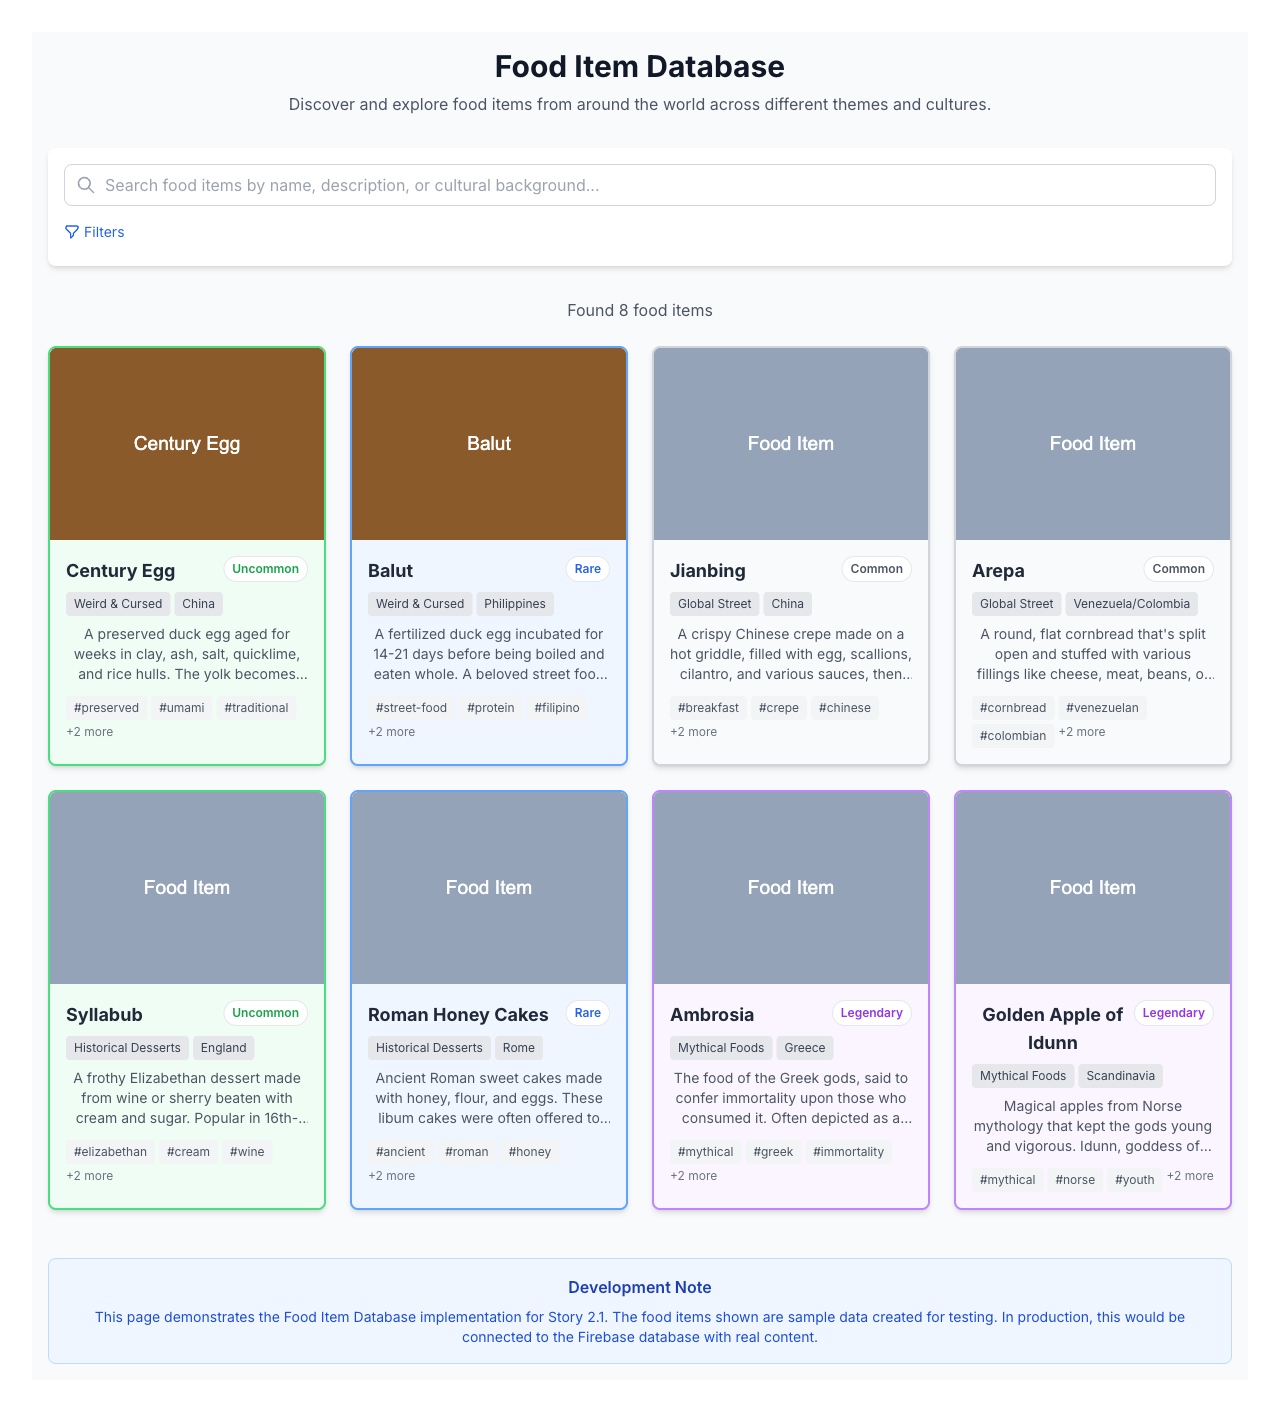 Food Item Database
Discover and explore food items from around the world across different themes and cultures.
Search food items by name, description, or cultural background...
Filters
Found 8 food items
Century Egg
Century Egg
Uncommon
Weird & Cursed
China
A preserved duck egg aged for
weeks in clay, ash, salt, quicklime,
and rice hulls. The yolk becomes...
#preserved
#umami
#traditional
+2 more
Balut
Balut
Rare
Weird & Cursed
Philippines
A fertilized duck egg incubated for
14-21 days before being boiled and
eaten whole. A beloved street foo...
#street-food
#protein
#filipino
+2 more
Food Item
Jianbing
Common
Global Street
China
A crispy Chinese crepe made on a
hot griddle, filled with egg, scallions,
cilantro, and various sauces, then...
#breakfast
#crepe
#chinese
+2 more
Food Item
Arepa
Common
Global Street
Venezuela/Colombia
A round, flat cornbread that's split
open and stuffed with various
fillings like cheese, meat, beans, o...
#cornbread
#venezuelan
#colombian
+2 more
Food Item
Syllabub
Uncommon
Historical Desserts
England
A frothy Elizabethan dessert made
from wine or sherry beaten with
cream and sugar. Popular in 16th-...
#elizabethan
#cream
#wine
+2 more
Food Item
Roman Honey Cakes
Rare
Historical Desserts
Rome
Ancient Roman sweet cakes made
with honey, flour, and eggs. These
libum cakes were often offered to...
#ancient
#roman
#honey
+2 more
Food Item
Ambrosia
Legendary
Mythical Foods
Greece
The food of the Greek gods, said to
confer immortality upon those who
consumed it. Often depicted as a...
#mythical
#greek
#immortality
+2 more
Food Item
Golden Apple of
Idunn
Legendary
Mythical Foods
Scandinavia
Magical apples from Norse
mythology that kept the gods young
and vigorous. Idunn, goddess of...
#mythical
#norse
#youth
+2 more
Development Note
This page demonstrates the Food Item Database implementation for Story 2.1. The food items shown are sample data created for testing. In production, this would be
connected to the Firebase database with real content.